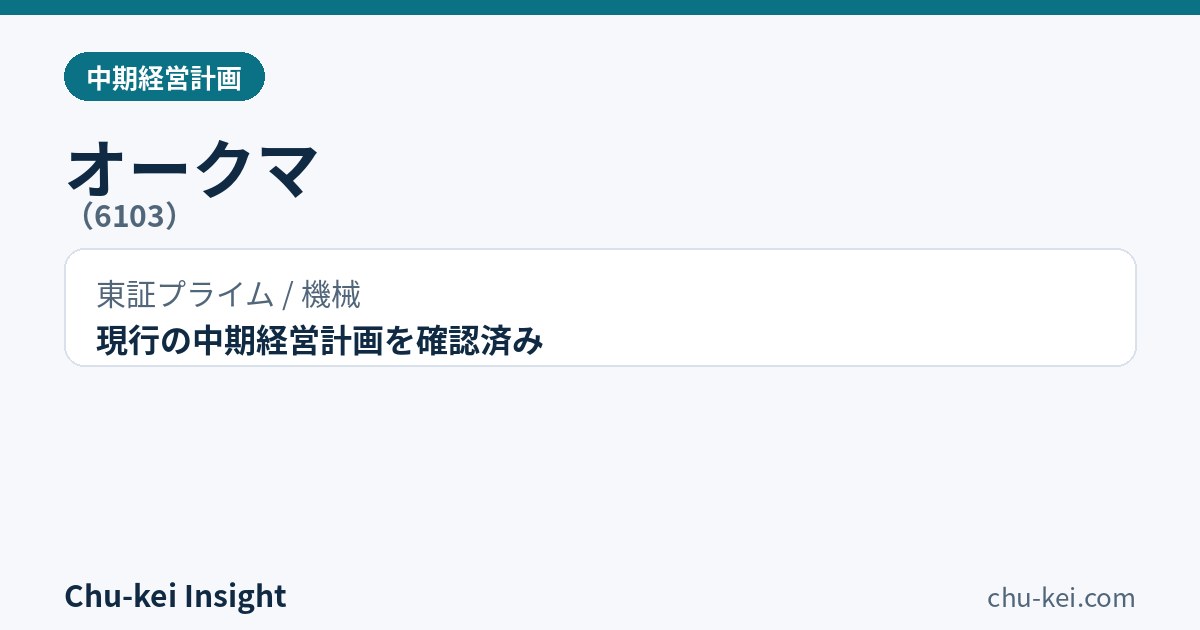 中期経営計画
オークマ
（6103）
東証プライム / 機械
現行の中期経営計画を確認済み
Chu-kei Insight
chu-kei.com